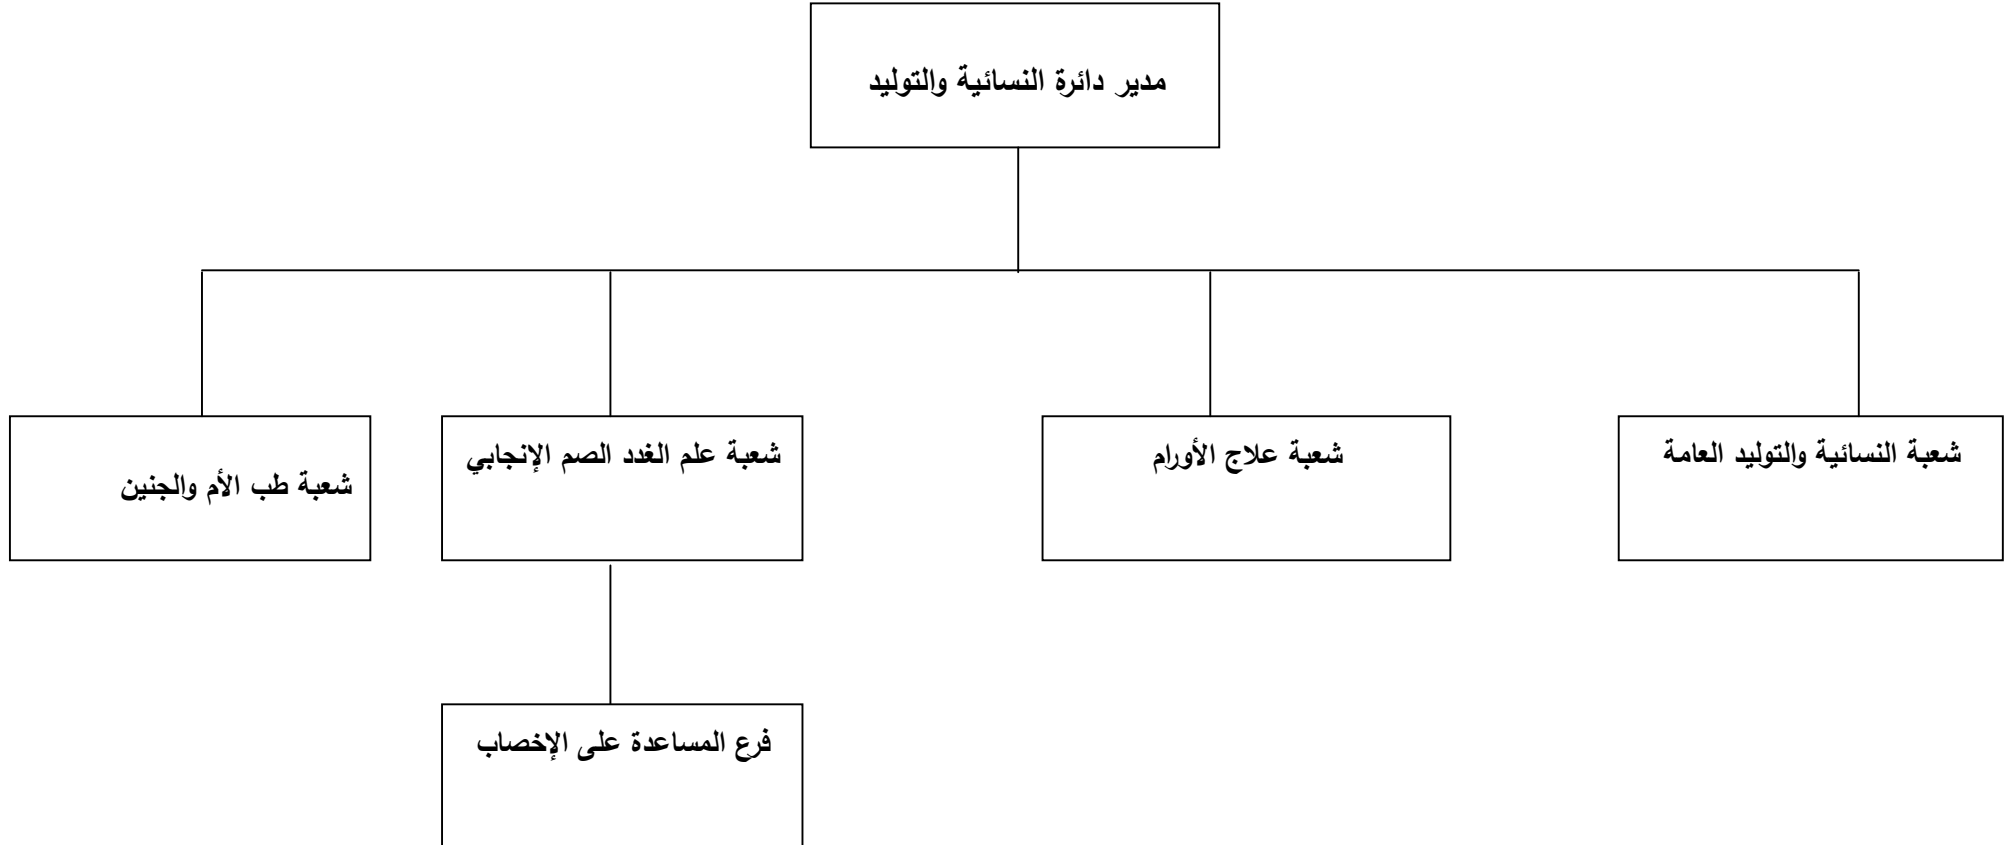 مدير دائرة النسائية والتوليد
شعبة النسائية والتوليد العامة
شعبة علاج الأورام
شعبة علم الغدد الصم الإنجابي
شعبة طب الأم والجنين
فرع المساعدة على الإخصاب